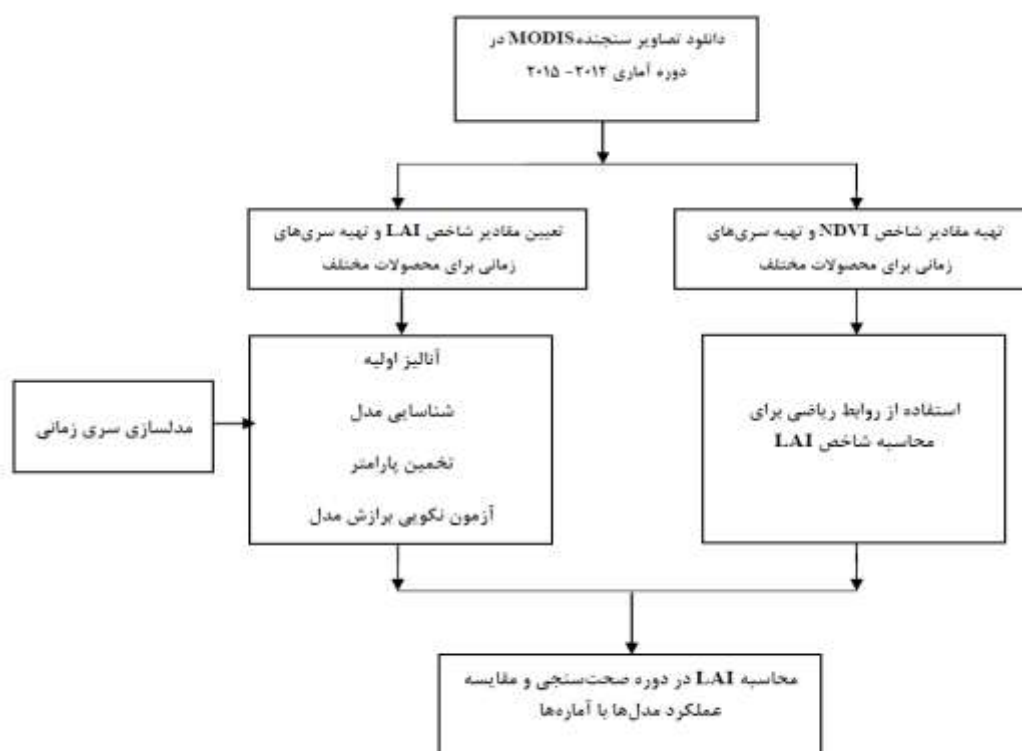 دانلود تصاویر سنجنده MODIS در
دوره آماری ۲۰۱۲- ۲۰۱۵
تهیه مقادیر شاخص NDVI و تهیه سری‌های
زمانی برای محصولات مختلف
تعیین مقادیر شاخص LAI و تهیه سری‌های
زمانی برای محصولات مختلف
استفاده از روابط ریاضی برای
محاسبه شاخص LAI
آنالیز اولیه
شناسایی مدل
تخمین پارامتر
آزمون نکویی برازش مدل
مدلسازی سری زمانی
محاسبه LAI در دوره صحت‌سنجی و مقایسه
عملکرد مدل‌ها با آماره‌ها